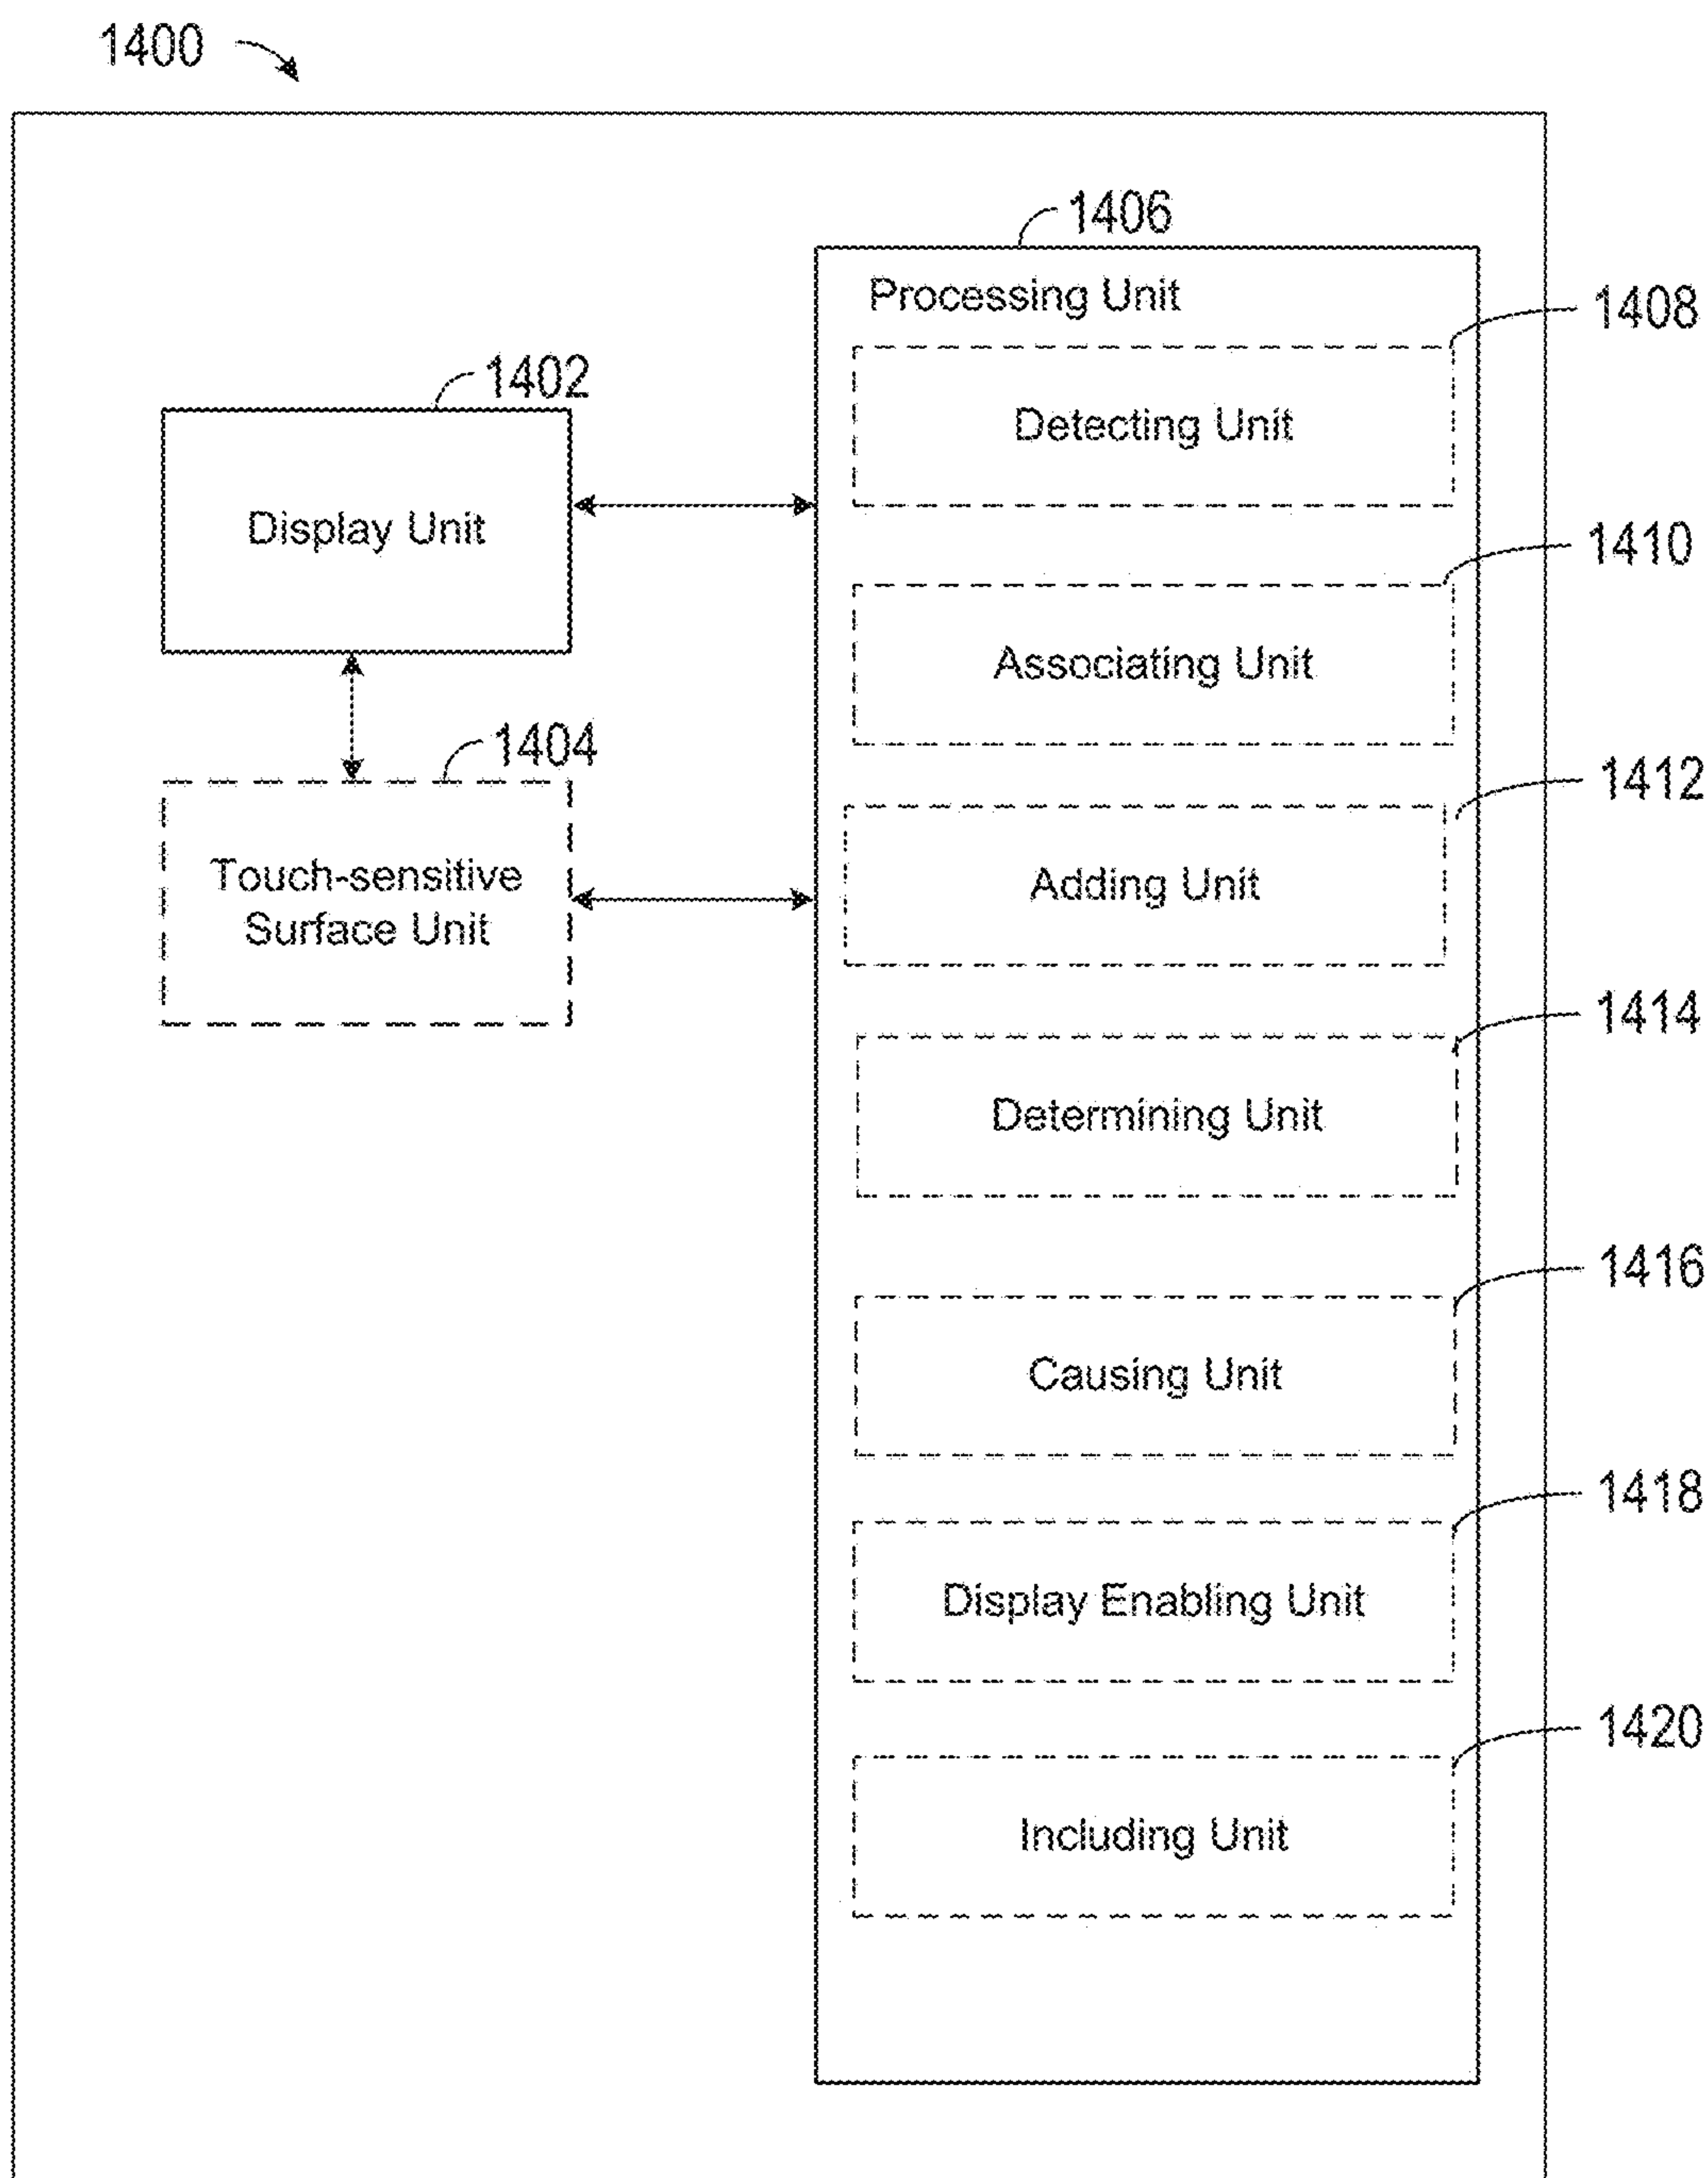 1400
1406
Processing Unit
1408
Detecting Unit
1402
Display Unit
1410
Associating Unit
1404
Touch-sensitive
Surface Unit
1412
Adding Unit
1414
Determining Unit
1416
Causing Unit
1418
Display Enabling Unit
1420
Including Unit